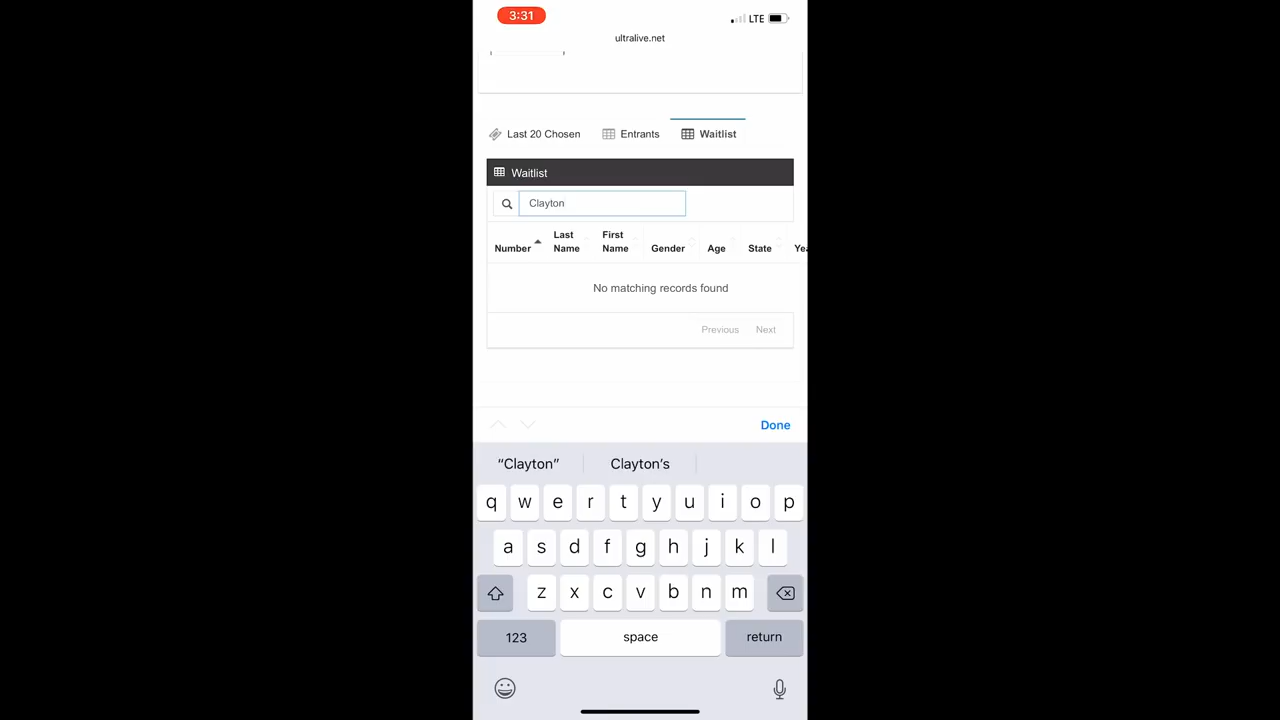 3:31
LTE
ultralive.net
Last 20 Chosen Entrants Waitlist
Waitlist
Clayton
Number Last Name First Name Gender Age State Yea
No matching records found
Previous Next
Done
“Clayton” Clayton’s
q w e r t y u i o p
a s d f g h j k l
z x c v b n m
123 space return